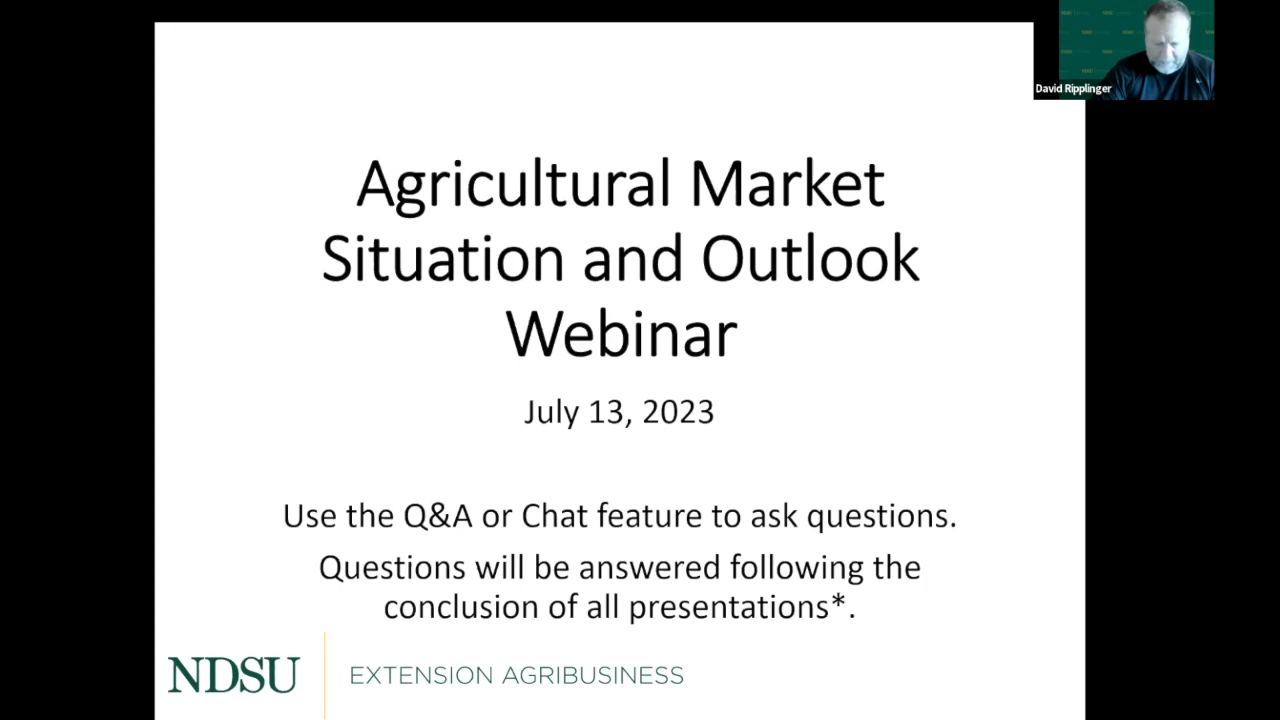 David Ripplinger
Agricultural Market
Situation and Outlook
Webinar
July 13, 2023
Use the Q&A or Chat feature to ask questions.
Questions will be answered following the
conclusion of all presentations*.
NDSU EXTENSION AGRIBUSINESS